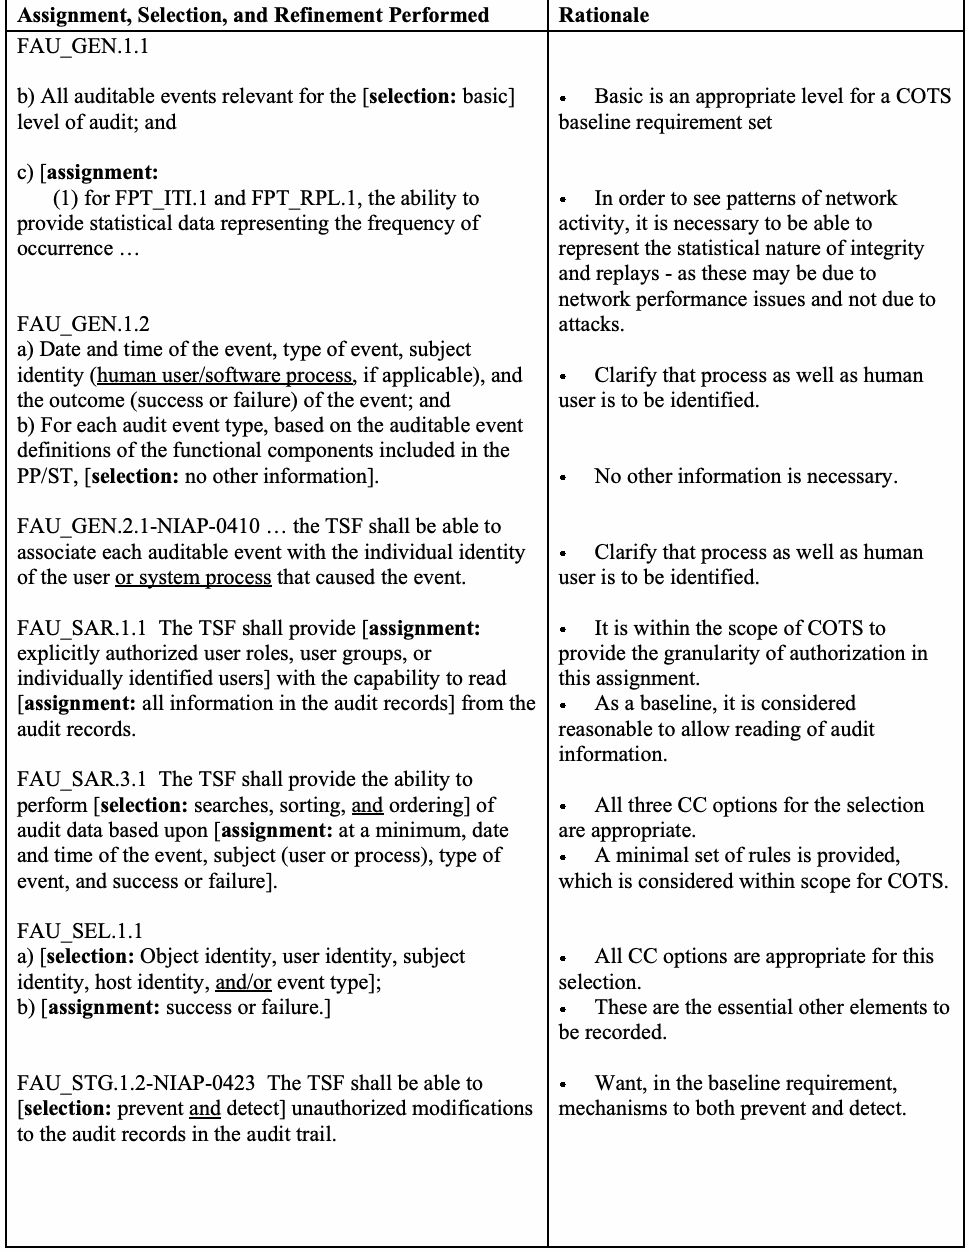 Assignment, Selection, and Refinement Performed
Rationale
FAU_GEN.1.1
b) All auditable events relevant for the [selection: basic]
level of audit; and
• Basic is an appropriate level for a COTS
baseline requirement set
c) [assignment:
(1) for FPT_ITI.1 and FPT_RPL.1, the ability to
provide statistical data representing the frequency of
occurrence …
• In order to see patterns of network
activity, it is necessary to be able to
represent the statistical nature of integrity
and replays - as these may be due to
network performance issues and not due to
attacks.
FAU_GEN.1.2
a) Date and time of the event, type of event, subject
identity (human user/software process, if applicable), and
the outcome (success or failure) of the event; and
• Clarify that process as well as human
user is to be identified.
b) For each audit event type, based on the auditable event
definitions of the functional components included in the
PP/ST, [selection: no other information].
• No other information is necessary.
FAU_GEN.2.1-NIAP-0410 … the TSF shall be able to
associate each auditable event with the individual identity
of the user or system process that caused the event.
• Clarify that process as well as human
user is to be identified.
FAU_SAR.1.1 The TSF shall provide [assignment:
explicitly authorized user roles, user groups, or
individually identified users] with the capability to read
[assignment: all information in the audit records] from the
audit records.
• It is within the scope of COTS to
provide the granularity of authorization in
this assignment.
• As a baseline, it is considered
reasonable to allow reading of audit
information.
FAU_SAR.3.1 The TSF shall provide the ability to
perform [selection: searches, sorting, and ordering] of
audit data based upon [assignment: at a minimum, date
and time of the event, subject (user or process), type of
event, and success or failure].
• All three CC options for the selection
are appropriate.
• A minimal set of rules is provided,
which is considered within scope for COTS.
FAU_SEL.1.1
a) [selection: Object identity, user identity, subject
identity, host identity, and/or event type];
b) [assignment: success or failure.]
• All CC options are appropriate for this
selection.
• These are the essential other elements to
be recorded.
FAU_STG.1.2-NIAP-0423 The TSF shall be able to
[selection: prevent and detect] unauthorized modifications
to the audit records in the audit trail.
• Want, in the baseline requirement,
mechanisms to both prevent and detect.